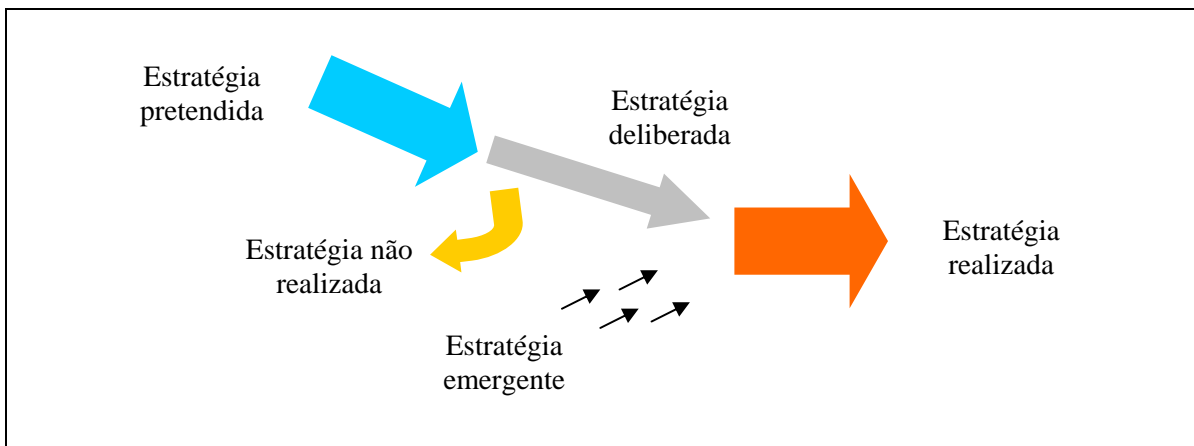 Estratégia
pretendida
Estratégia
deliberada
Estratégia não
realizada
Estratégia
realizada
Estratégia
emergente